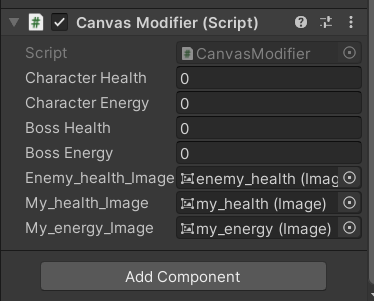 Canvas Modifier (Script)
Script CanvasModifier
Character Health 0
Character Energy 0
Boss Health 0
Boss Energy 0
Enemy_health_Image enemy_health (Imag
My_health_Image my_health (Image)
My_energy_Image my_energy (Image)
Add Component